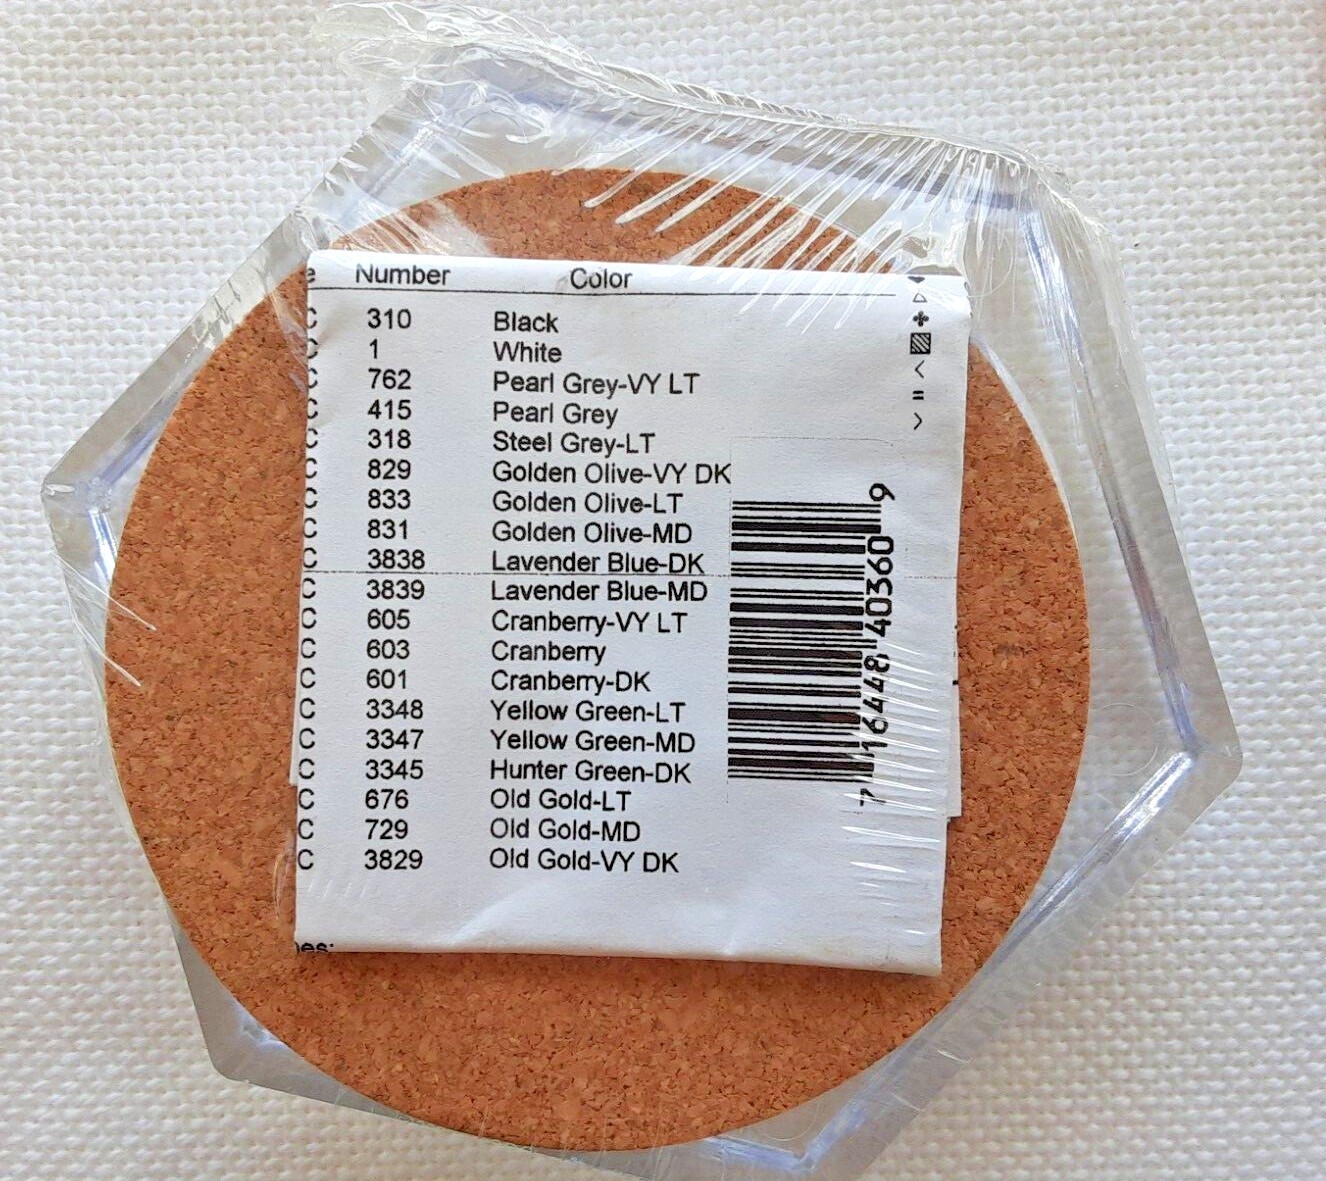 e Number Color
C 310 Black
C 1 White
C 762 Pearl Grey-VY LT
C 415 Pearl Grey
C 318 Steel Grey-LT
C 829 Golden Olive-VY DK
C 833 Golden Olive-LT
C 831 Golden Olive-MD
C 3838 Lavender Blue-DK
C 3839 Lavender Blue-MD
C 605 Cranberry-VY LT
C 603 Cranberry
C 601 Cranberry-DK
C 3348 Yellow Green-LT
C 3347 Yellow Green-MD
C 3345 Hunter Green-DK
C 676 Old Gold-LT
C 729 Old Gold-MD
C 3829 Old Gold-VY DK
7 16448 40360 9